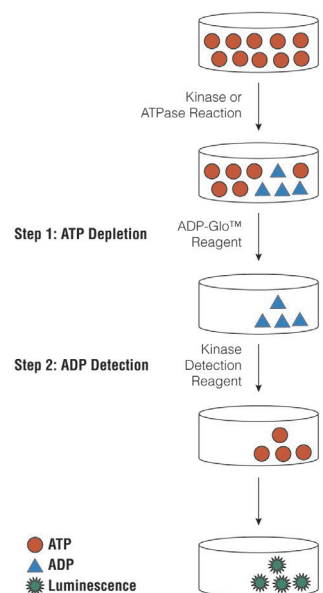 Kinase or
ATPase Reaction
Step 1: ATP Depletion
ADP-Glo™
Reagent
Step 2: ADP Detection
Kinase
Detection
Reagent
ATP
ADP
Luminescence